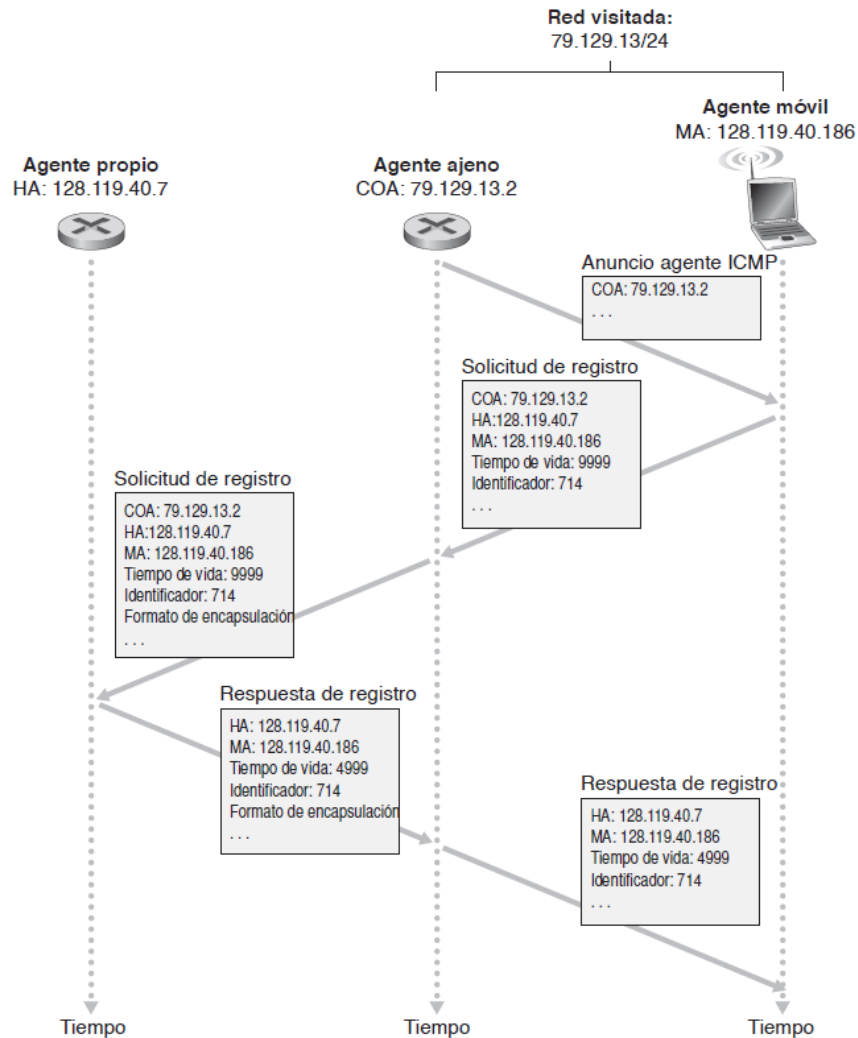 Red visitada:
79.129.13/24
Agente móvil
MA: 128.119.40.186
Agente propio
HA: 128.119.40.7
Agente ajeno
COA: 79.129.13.2
Anuncio agente ICMP
COA: 79.129.13.2
. . .
Solicitud de registro
COA: 79.129.13.2
HA:128.119.40.7
MA: 128.119.40.186
Tiempo de vida: 9999
Identificador: 714
. . .
Solicitud de registro
COA: 79.129.13.2
HA:128.119.40.7
MA: 128.119.40.186
Tiempo de vida: 9999
Identificador: 714
Formato de encapsulación
. . .
Respuesta de registro
HA: 128.119.40.7
MA: 128.119.40.186
Tiempo de vida: 4999
Identificador: 714
Formato de encapsulación
. . .
Respuesta de registro
HA: 128.119.40.7
MA: 128.119.40.186
Tiempo de vida: 4999
Identificador: 714
. . .
Tiempo
Tiempo
Tiempo